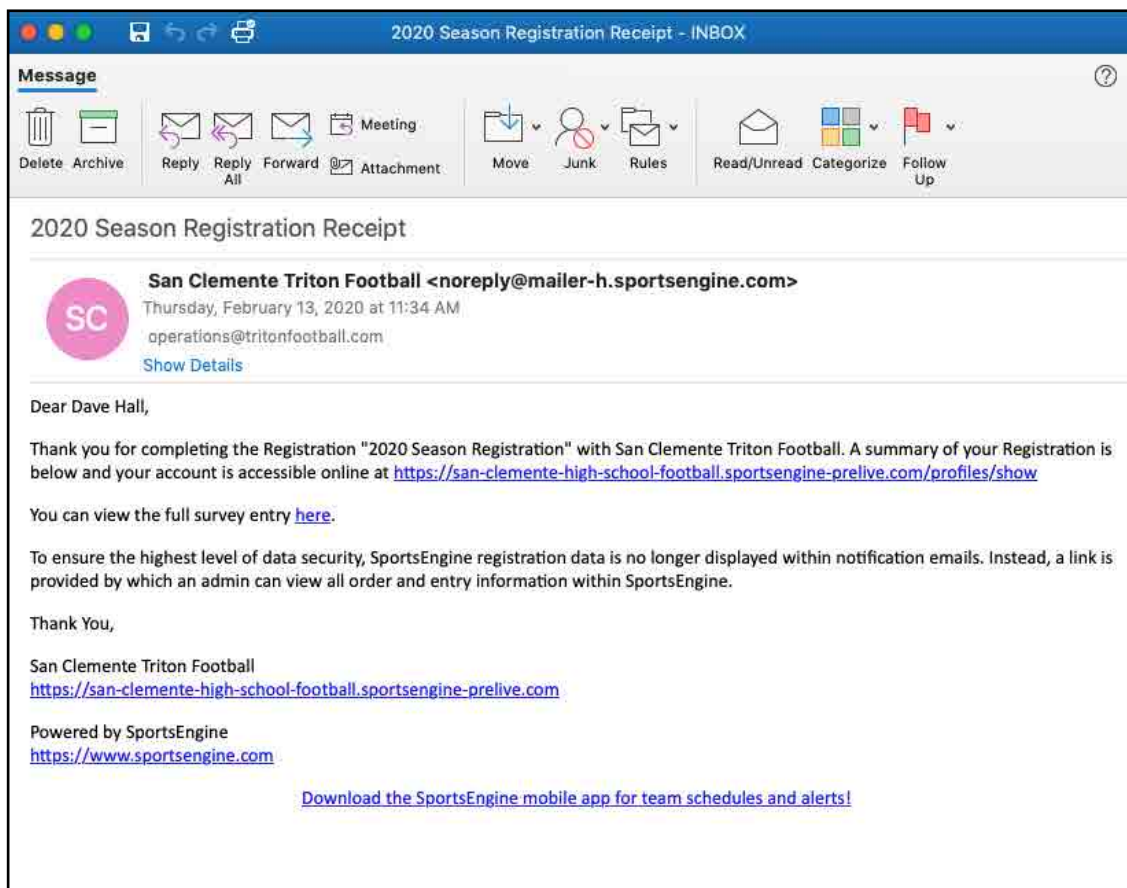 2020 Season Registration Receipt - INBOX
Message
Delete Archive Reply Reply All Forward Meeting Attachment Move Junk Rules Read/Unread Categorize Follow Up
2020 Season Registration Receipt
SC
San Clemente Triton Football <noreply@mailer-h.sportsengine.com>
Thursday, February 13, 2020 at 11:34 AM
operations@tritonfootball.com
Show Details
Dear Dave Hall,
Thank you for completing the Registration "2020 Season Registration" with San Clemente Triton Football. A summary of your Registration is
below and your account is accessible online at https://san-clemente-high-school-football.sportsengine-prelive.com/profiles/show
You can view the full survey entry here.
To ensure the highest level of data security, SportsEngine registration data is no longer displayed within notification emails. Instead, a link is
provided by which an admin can view all order and entry information within SportsEngine.
Thank You,
San Clemente Triton Football
https://san-clemente-high-school-football.sportsengine-prelive.com
Powered by SportsEngine
https://www.sportsengine.com
Download the SportsEngine mobile app for team schedules and alerts!